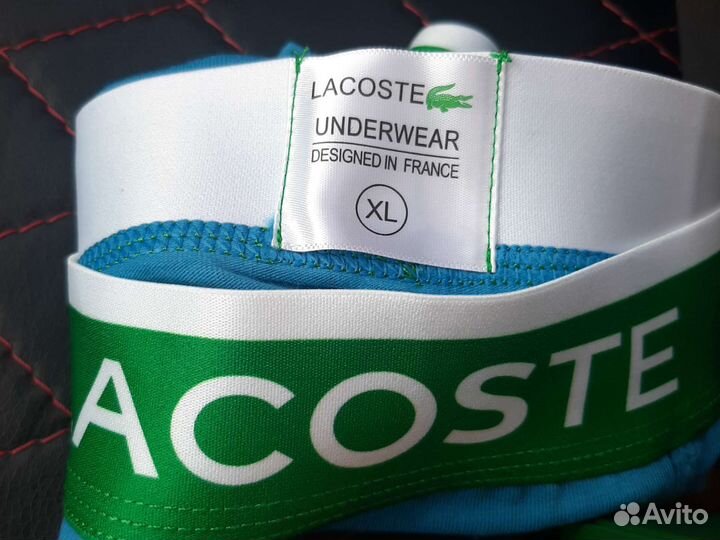 LACOSTE
UNDERWEAR
DESIGNED IN FRANCE
XL
ACOSTE
Avito